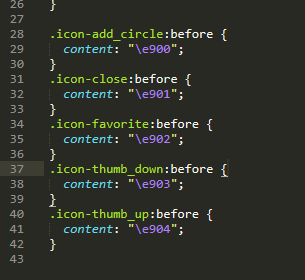 26 }
27
28 .icon-add_circle:before {
29 content: "\e900";
30 }
31 .icon-close:before {
32 content: "\e901";
33 }
34 .icon-favorite:before {
35 content: "\e902";
36 }
37 .icon-thumb_down:before {
38 content: "\e903";
39 }
40 .icon-thumb_up:before {
41 content: "\e904";
42 }
43